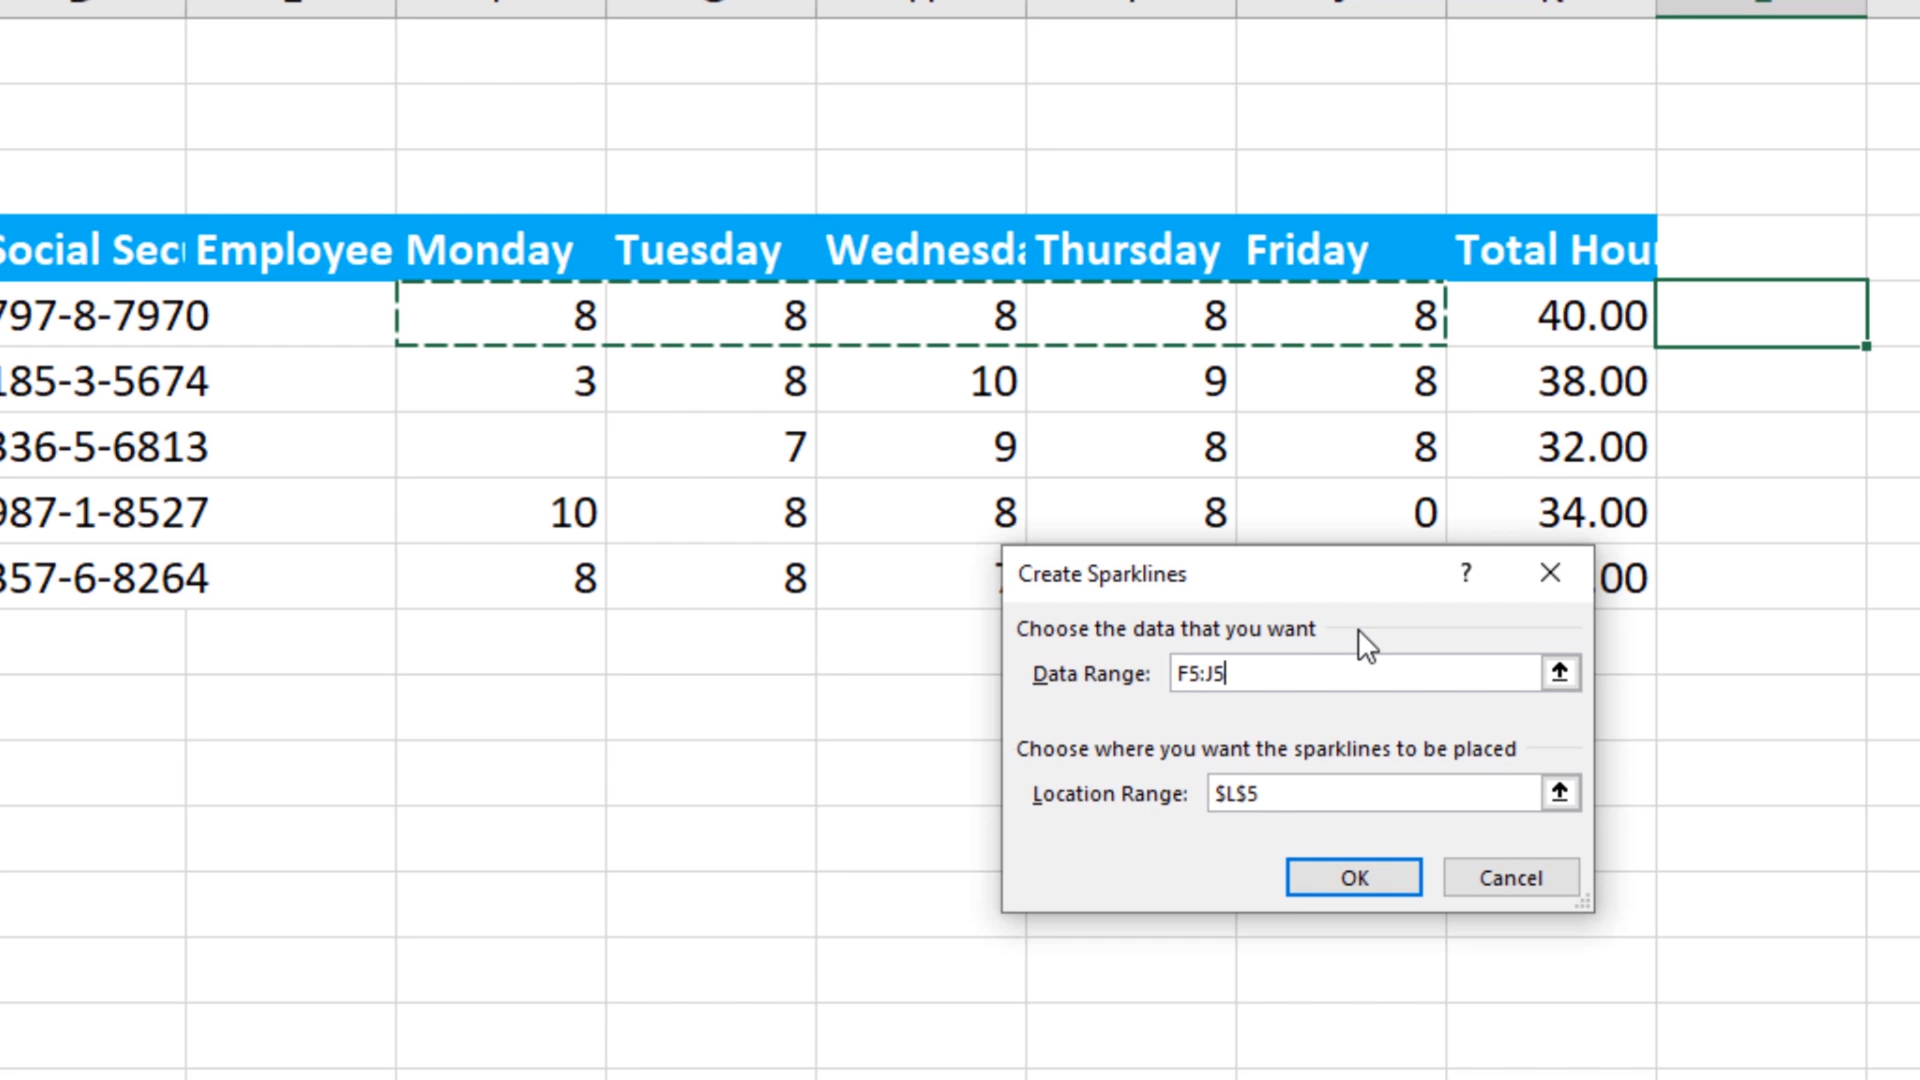 Social Secu Employee Monday Tuesday Wednesda Thursday Friday Total Hour
797-8-7970 8 8 8 8 8 40.00
185-3-5674 3 8 10 9 8 38.00
336-5-6813 7 9 8 8 32.00
987-1-8527 10 8 8 8 0 34.00
357-6-8264 8 8 .00
Create Sparklines ?
Choose the data that you want
Data Range: F5:J5
Choose where you want the sparklines to be placed
Location Range: $L$5
OK Cancel